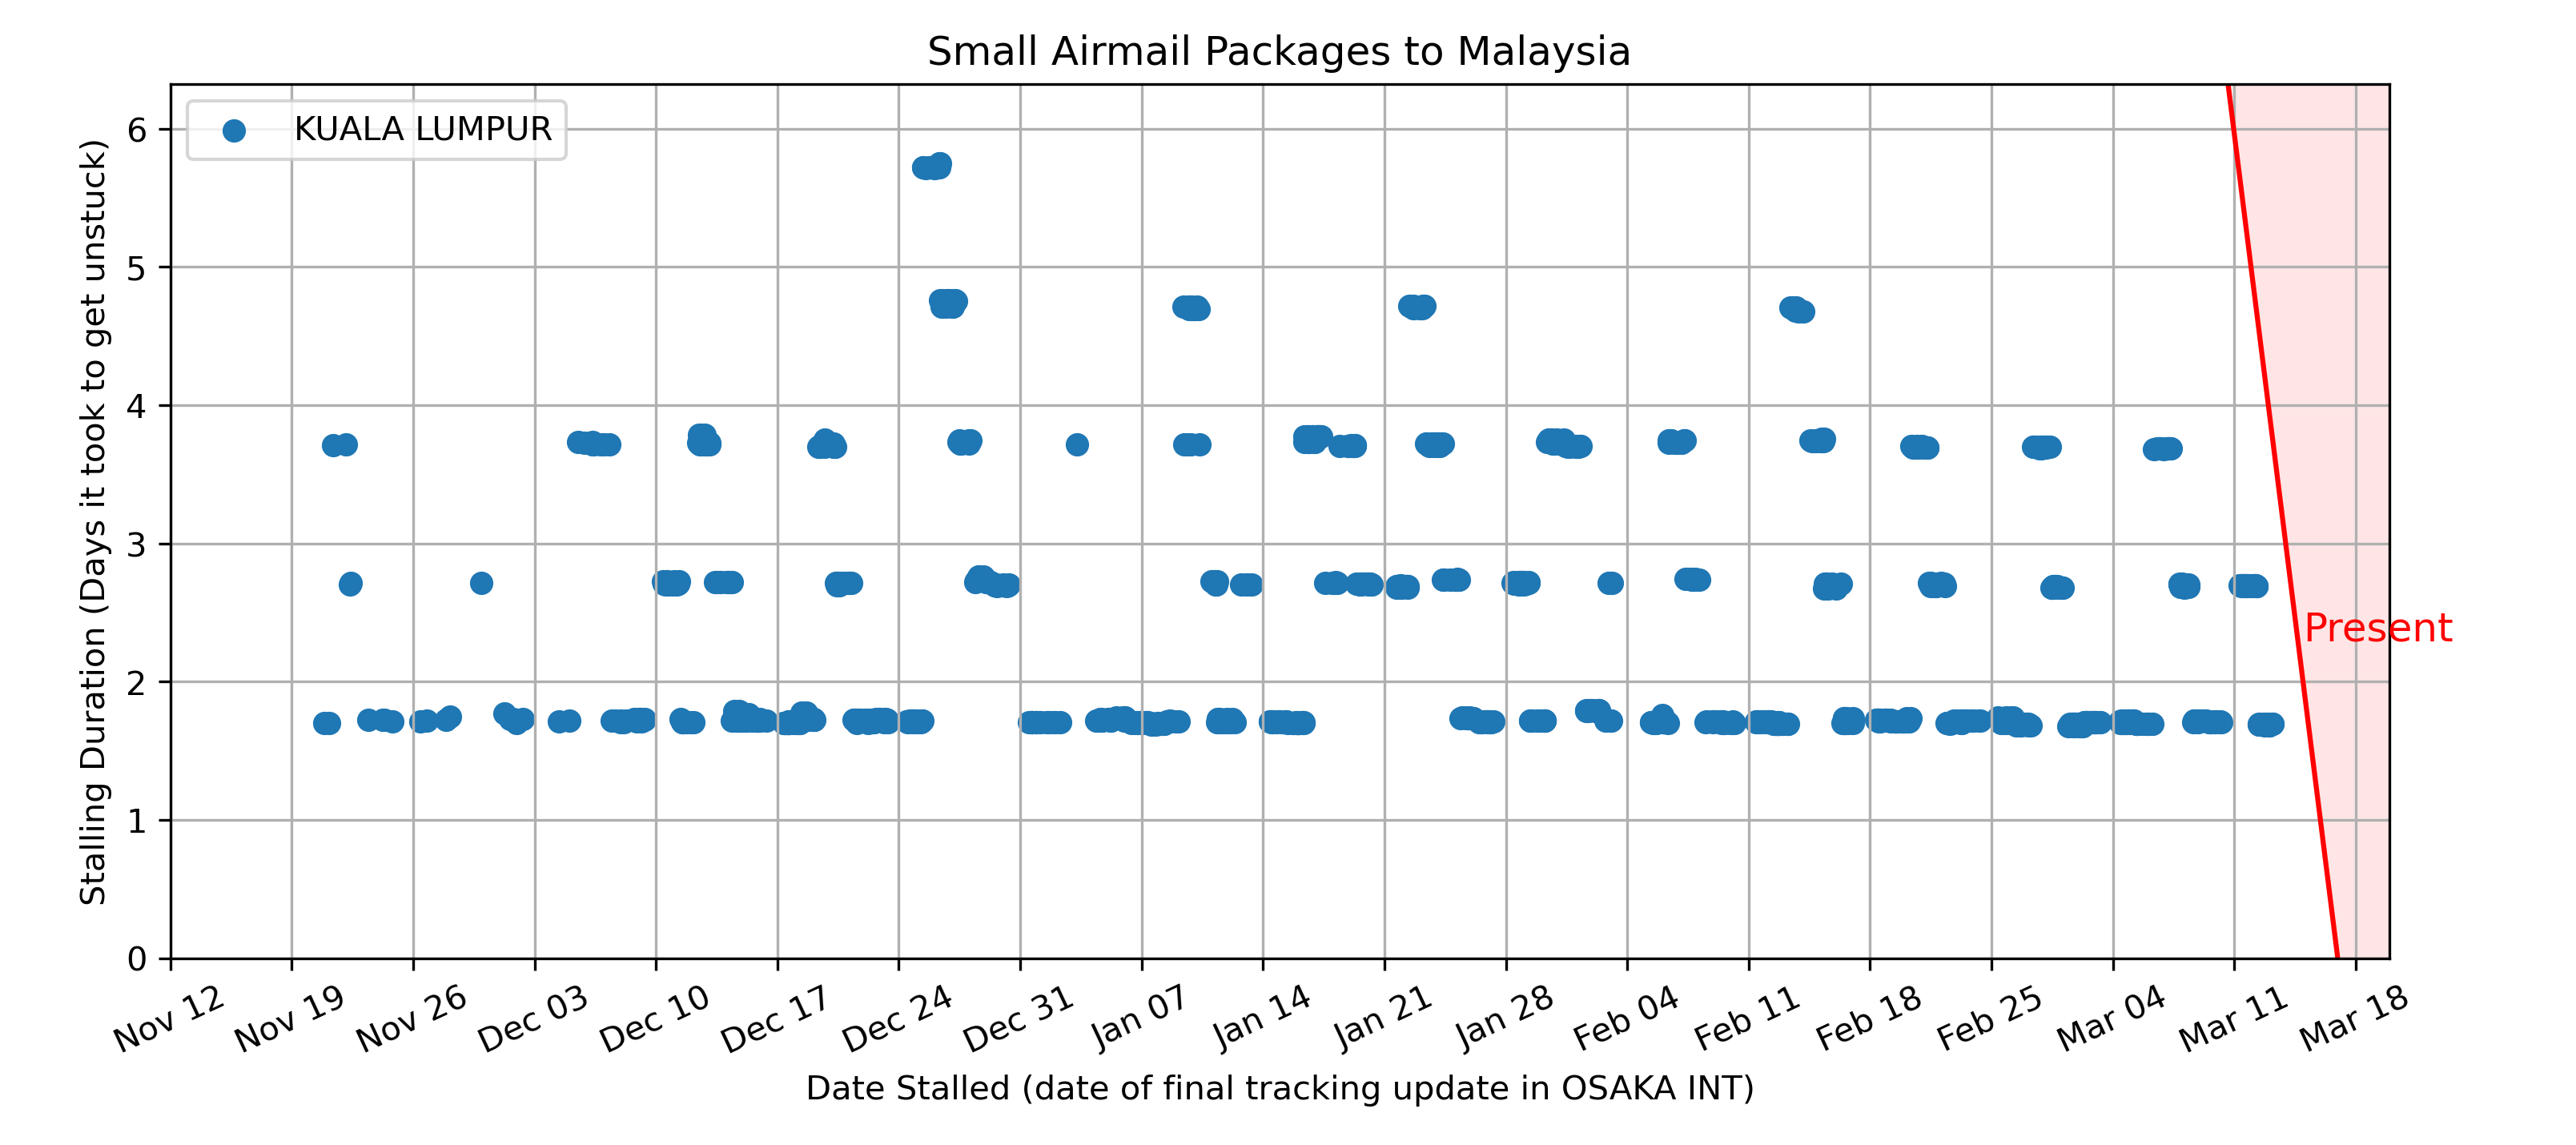 Small Airmail Packages to Malaysia
KUALA LUMPUR
Stalling Duration (Days it took to get unstuck)
6
5
4
3
2
1
0
Present
Nov 12
Nov 19
Nov 26
Dec 03
Dec 10
Dec 17
Dec 24
Dec 31
Jan 07
Jan 14
Jan 21
Jan 28
Feb 04
Feb 11
Feb 18
Feb 25
Mar 04
Mar 11
Mar 18
Date Stalled (date of final tracking update in OSAKA INT)